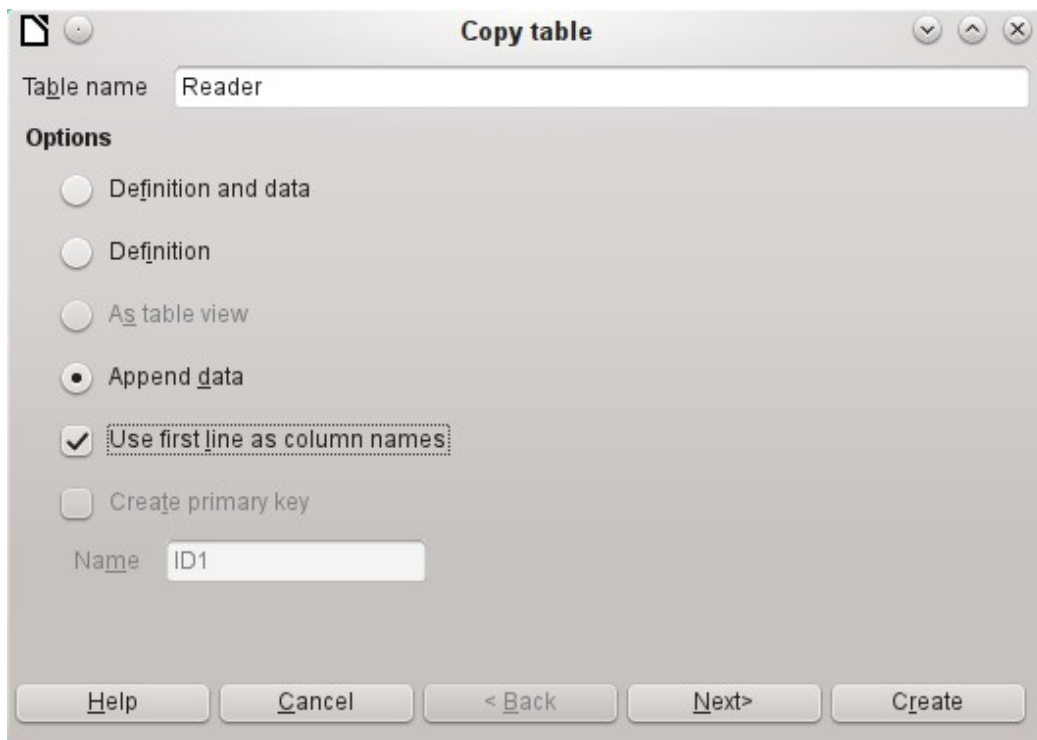 Copy table
Table name Reader
Options
Definition and data
Definition
As table view
Append data
Use first line as column names
Create primary key
Name ID1
Help Cancel < Back Next> Create